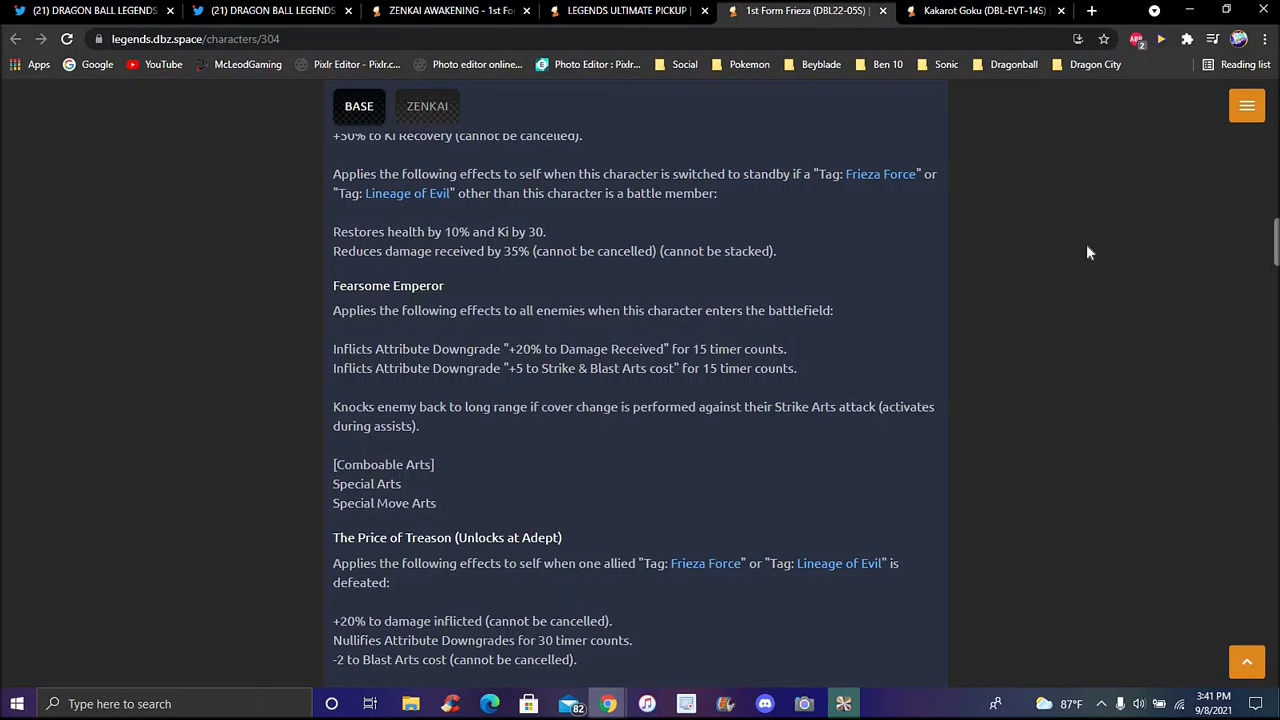 (21) DRAGON BALL LEGENDS
(21) DRAGON BALL LEGENDS
ZENKAI AWAKENING - 1st Fo
LEGENDS ULTIMATE PICKUP |
1st Form Frieza (DBL22-05S) |
Kakarot Goku (DBL-EVT-14S)
legends.dbz.space/characters/304
2
Apps
Google
YouTube
McLeodGaming
Pixlr Editor - Pixlr.c...
Photo editor online...
Photo Editor : Pixlr...
Social
Pokemon
Beyblade
Ben 10
Sonic
Dragonball
Dragon City
Reading list
BASE
ZENKAI
+50% to Ki Recovery (cannot be cancelled).
Applies the following effects to self when this character is switched to standby if a "Tag: Frieza Force" or
"Tag: Lineage of Evil" other than this character is a battle member:
Restores health by 10% and Ki by 30.
Reduces damage received by 35% (cannot be cancelled) (cannot be stacked).
Fearsome Emperor
Applies the following effects to all enemies when this character enters the battlefield:
Inflicts Attribute Downgrade "+20% to Damage Received" for 15 timer counts.
Inflicts Attribute Downgrade "+5 to Strike & Blast Arts cost" for 15 timer counts.
Knocks enemy back to long range if cover change is performed against their Strike Arts attack (activates
during assists).
[Comboable Arts]
Special Arts
Special Move Arts
The Price of Treason (Unlocks at Adept)
Applies the following effects to self when one allied "Tag: Frieza Force" or "Tag: Lineage of Evil" is
defeated:
+20% to damage inflicted (cannot be cancelled).
Nullifies Attribute Downgrades for 30 timer counts.
-2 to Blast Arts cost (cannot be cancelled).
Type here to search
82
87°F
3:41 PM
9/8/2021